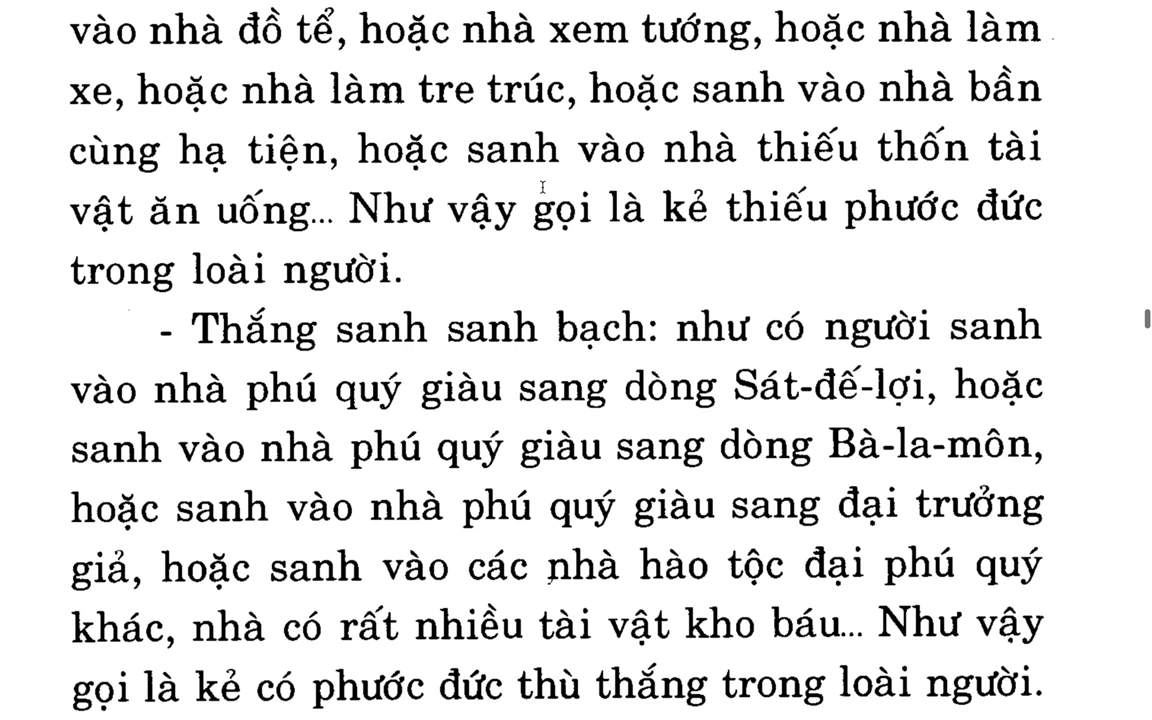 vào nhà đồ tể, hoặc nhà xem tướng, hoặc nhà làm
xe, hoặc nhà làm tre trúc, hoặc sanh vào nhà bần
cùng hạ tiện, hoặc sanh vào nhà thiếu thốn tài
vật ăn uống... Như vậy gọi là kẻ thiếu phước đức
trong loài người.
- Thắng sanh sanh bạch: như có người sanh
vào nhà phú quý giàu sang dòng Sát-đế-lợi, hoặc
sanh vào nhà phú quý giàu sang dòng Bà-la-môn,
hoặc sanh vào nhà phú quý giàu sang đại trưởng
giả, hoặc sanh vào các nhà hào tộc đại phú quý
khác, nhà có rất nhiều tài vật kho báu... Như vậy
gọi là kẻ có phước đức thù thắng trong loài người.